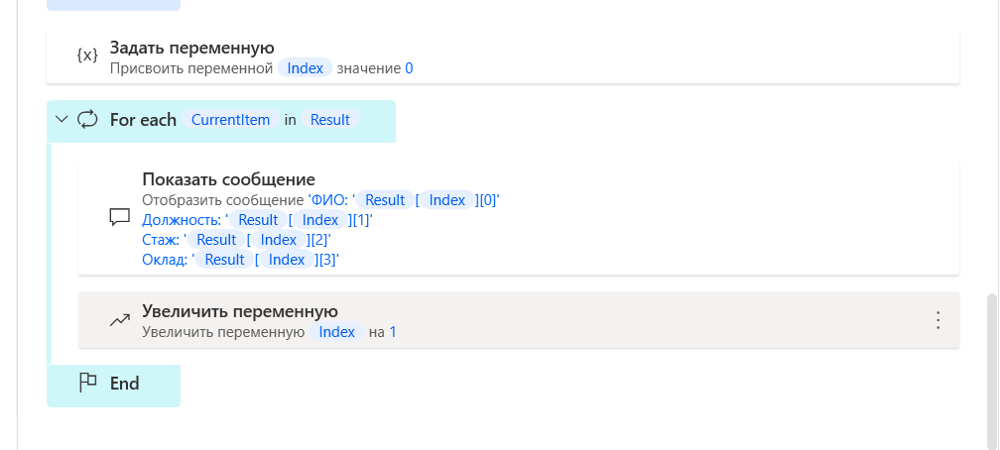 {x} Задать переменную
Присвоить переменной Index значение 0
For each CurrentItem in Result
Показать сообщение
Отобразить сообщение 'ФИО: ' Result [ Index ][0]'
Должность: ' Result [ Index ][1]'
Стаж: ' Result [ Index ][2]'
Оклад: ' Result [ Index ][3]'
Увеличить переменную
Увеличить переменную Index на 1
End